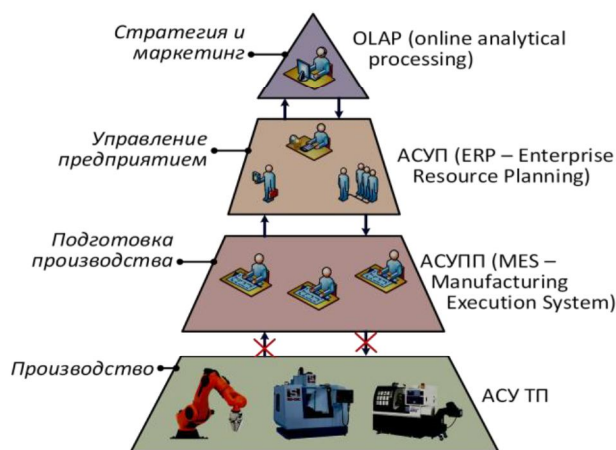 Стратегия и
маркетинг
OLAP (online analytical
processing)
Управление
предприятием
АСУП (ERP – Enterprise
Resource Planning)
Подготовка
производства
АСУПП (MES –
Manufacturing
Execution System)
Производство
АСУ ТП